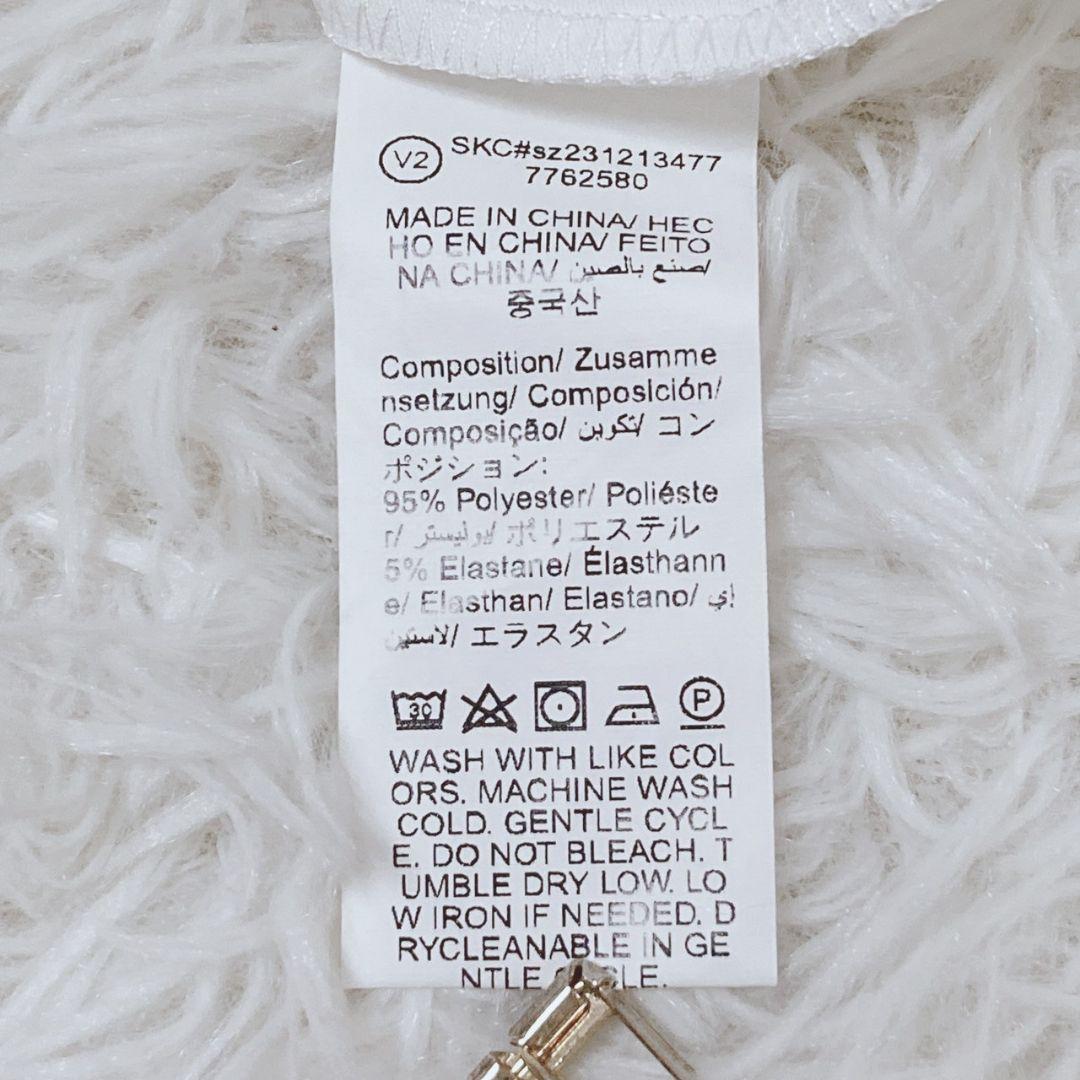 V2 SKC#sz231213477
7762580
MADE IN CHINA/ HEC
HO EN CHINA/ FEITO
NA CHINA/ صنع بالصين/
중국산
Composition/ Zusamme
nsetzung/ Composición/
Composição/ تكوين/ コン
ポジション:
95% Polyester/ Poliéste
r/ بوليستر/ ポリエステル
5% Elastane/ Élasthann
e/ Elasthan/ Elastano/ إي
لاستين/ エラスタン
30 P
WASH WITH LIKE COL
ORS. MACHINE WASH
COLD. GENTLE CYCL
E. DO NOT BLEACH. T
UMBLE DRY LOW. LO
W IRON IF NEEDED. D
RYCLEANABLE IN GE
NTLE